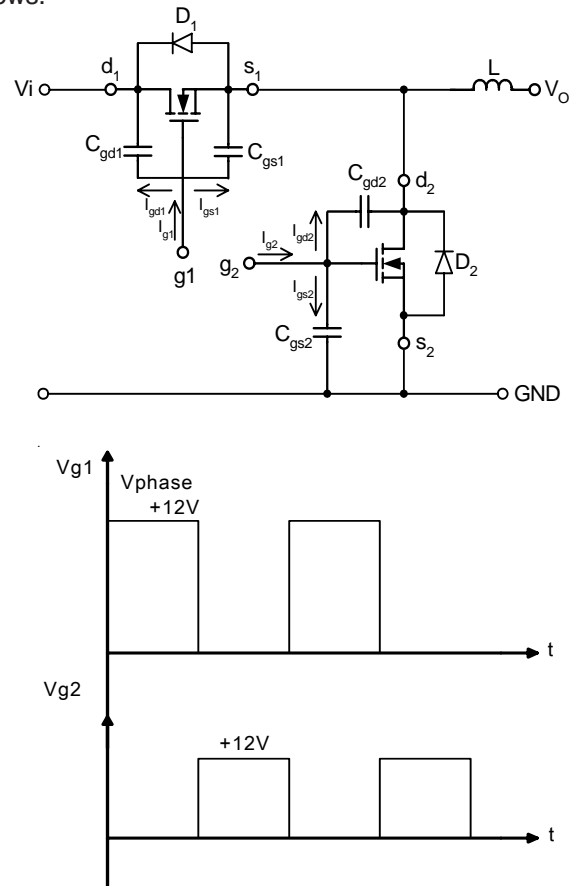 ows.
D1
d1 s1 L
Vi VO
Cgd1 Cgs1
Cgd2 d2
Igd1 Igs1
Ig1
Ig2 Igd2
g1 g2 D2
Igs2
Cgs2 s2
GND
Vg1
Vphase
+12V
t
Vg2
+12V
t